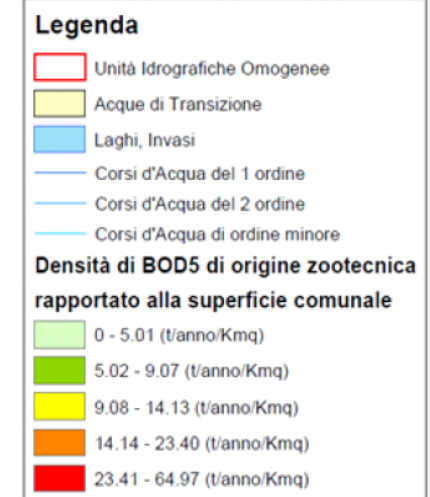 Legenda
Unità Idrografiche Omogenee
Acque di Transizione
Laghi, Invasi
Corsi d'Acqua del 1 ordine
Corsi d'Acqua del 2 ordine
Corsi d'Acqua di ordine minore
Densità di BOD5 di origine zootecnica
rapportato alla superficie comunale
0 - 5.01 (t/anno/Kmq)
5.02 - 9.07 (t/anno/Kmq)
9.08 - 14.13 (t/anno/Kmq)
14.14 - 23.40 (t/anno/Kmq)
23.41 - 64.97 (t/anno/Kmq)